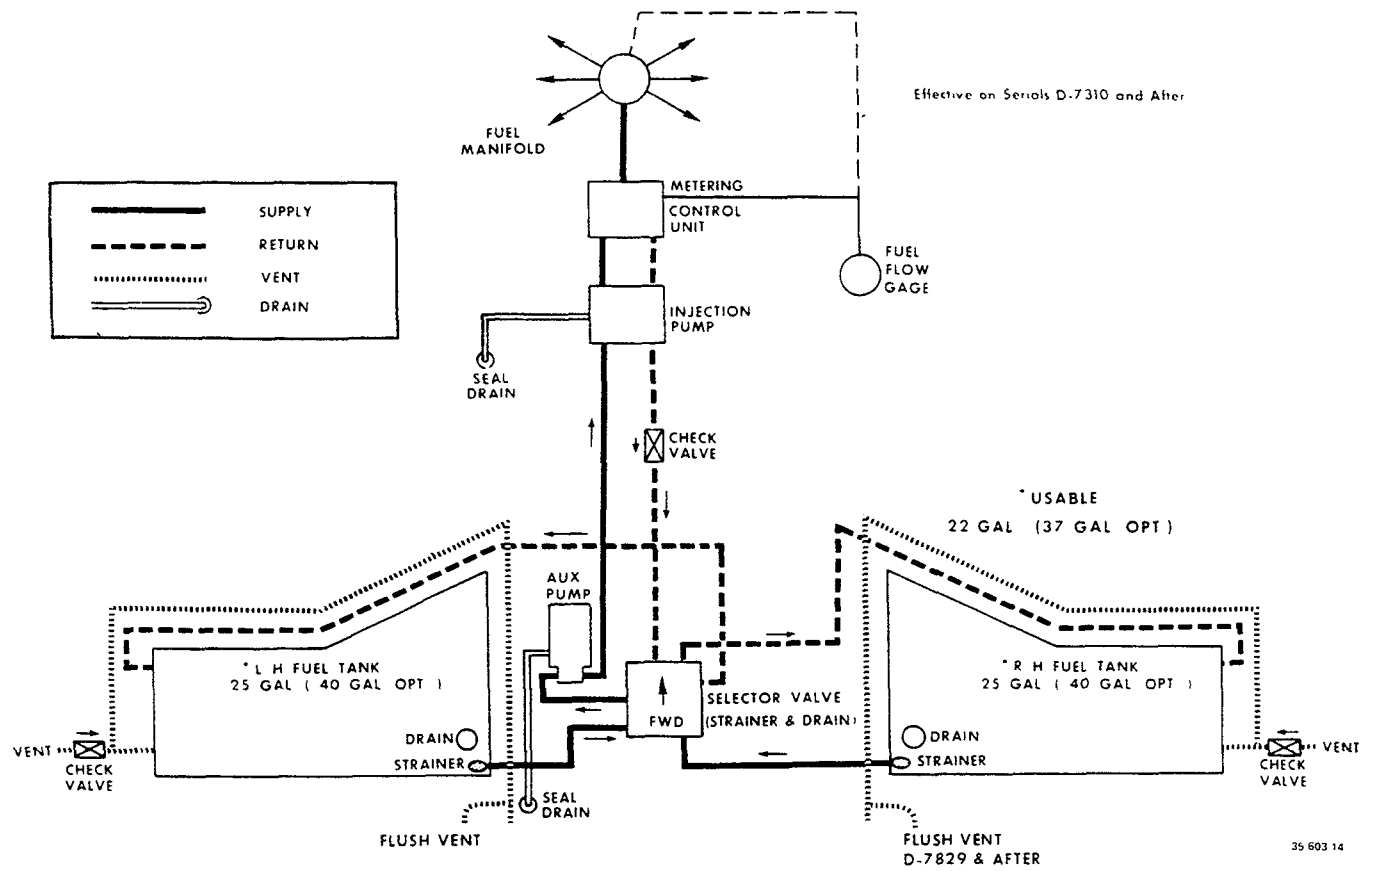 Effective on Serials D-7310 and After
FUEL
MANIFOLD
METERING
CONTROL
UNIT
SUPPLY
RETURN
VENT
DRAIN
FUEL
FLOW
GAGE
INJECTION
PUMP
SEAL
DRAIN
CHECK
VALVE
*USABLE
22 GAL (37 GAL OPT)
AUX
PUMP
*L H FUEL TANK
25 GAL ( 40 GAL OPT )
*R H FUEL TANK
25 GAL ( 40 GAL OPT )
SELECTOR VALVE
(STRAINER & DRAIN)
FWD
DRAIN
STRAINER
DRAIN
STRAINER
VENT
CHECK
VALVE
VENT
CHECK
VALVE
SEAL
DRAIN
FLUSH VENT
FLUSH VENT
D-7829 & AFTER
35 603 14